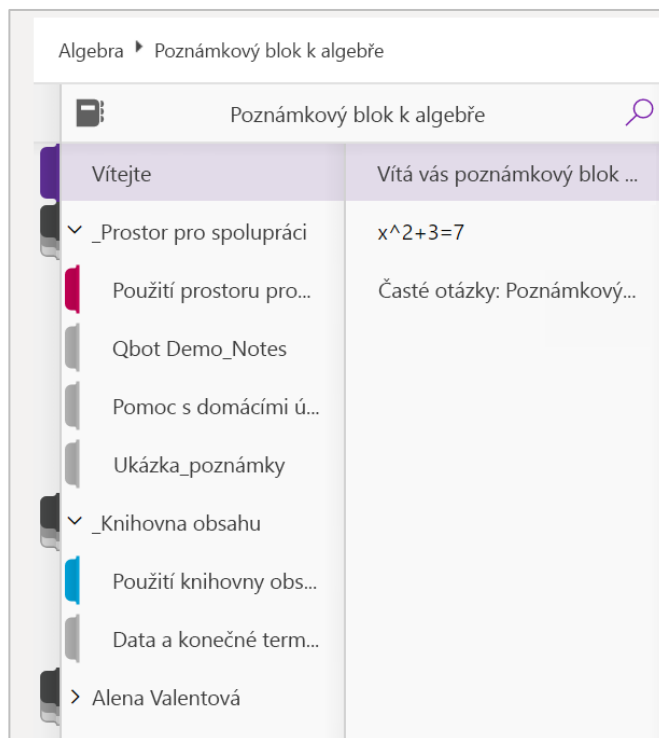 Algebra Poznámkový blok k algebře
Poznámkový blok k algebře
Vítejte
_Prostor pro spolupráci
Použití prostoru pro...
Qbot Demo_Notes
Pomoc s domácími ú...
Ukázka_poznámky
_Knihovna obsahu
Použití knihovny obs...
Data a konečné term...
Alena Valentová
Vítá vás poznámkový blok ...
x^2+3=7
Časté otázky: Poznámkový...